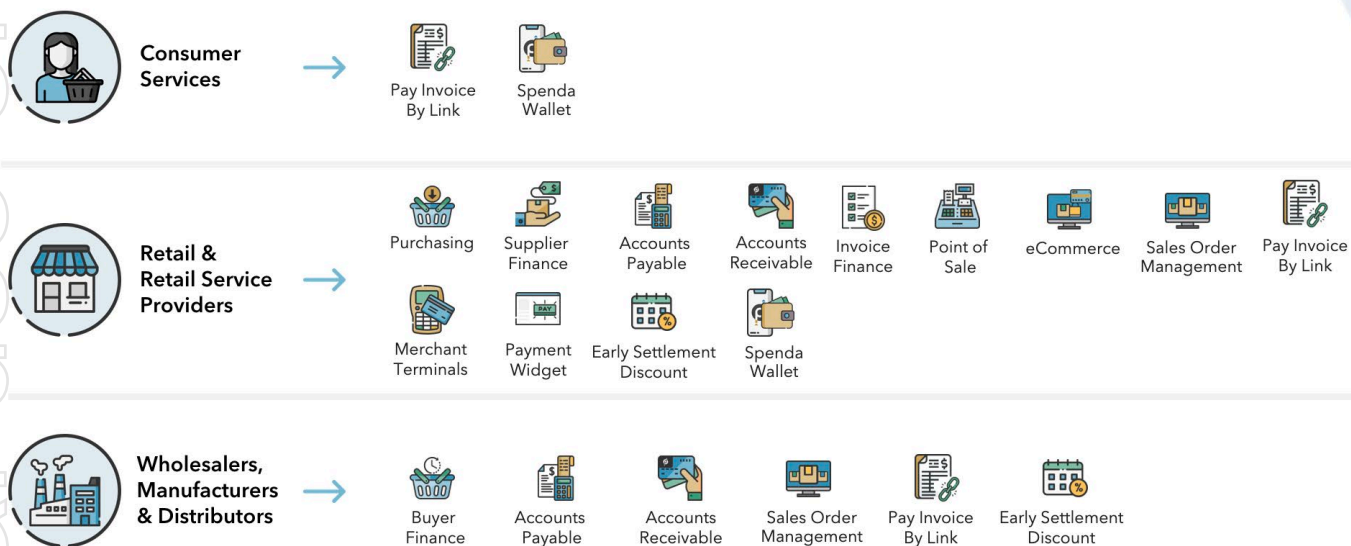 Consumer
Services
Pay Invoice
By Link
Spenda
Wallet
Retail &
Retail Service
Providers
Purchasing
Supplier
Finance
Accounts
Payable
Accounts
Receivable
Invoice
Finance
Point of
Sale
eCommerce
Sales Order
Management
Pay Invoice
By Link
Merchant
Terminals
PAY
Payment
Widget
Early Settlement
Discount
Spenda
Wallet
Wholesalers,
Manufacturers
& Distributors
Buyer
Finance
Accounts
Payable
Accounts
Receivable
Sales Order
Management
Pay Invoice
By Link
Early Settlement
Discount